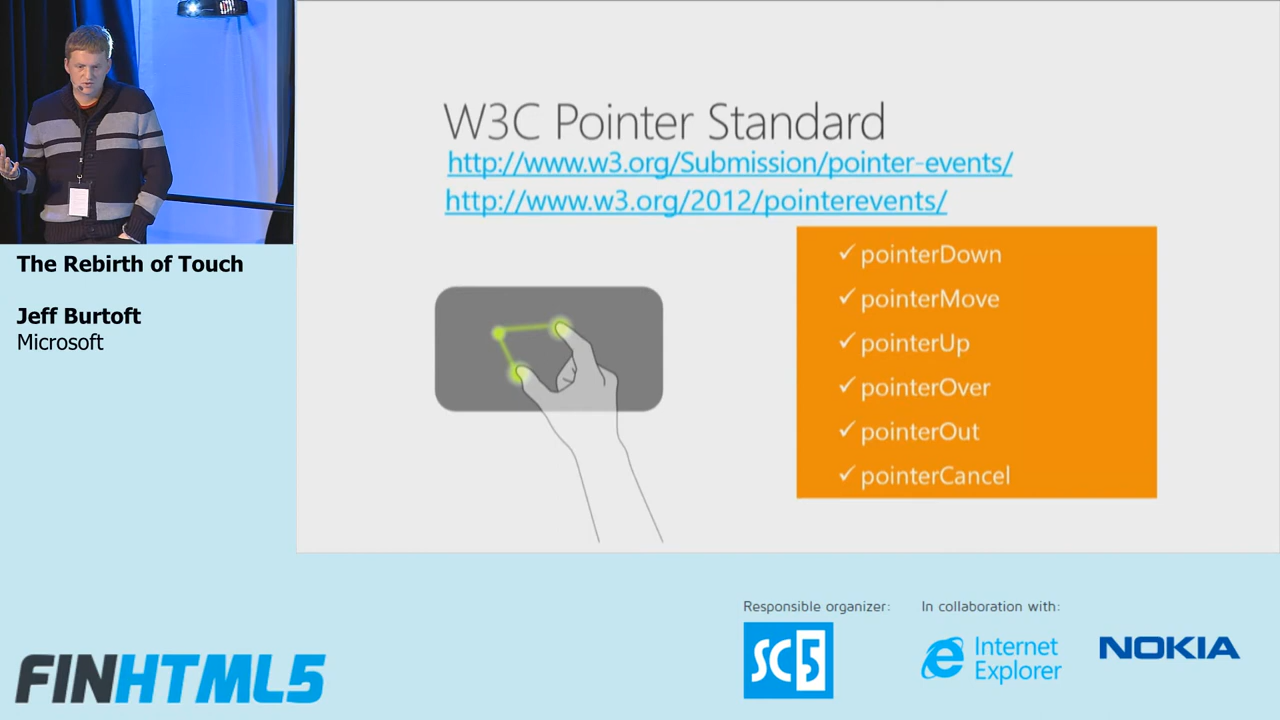 W3C Pointer Standard
http://www.w3.org/Submission/pointer-events/
http://www.w3.org/2012/pointerevents/
✓ pointerDown
✓ pointerMove
✓ pointerUp
✓ pointerOver
✓ pointerOut
✓ pointerCancel
The Rebirth of Touch
Jeff Burtoft
Microsoft
Responsible organizer:
SC5
In collaboration with:
Internet
Explorer
NOKIA
FINHTML5